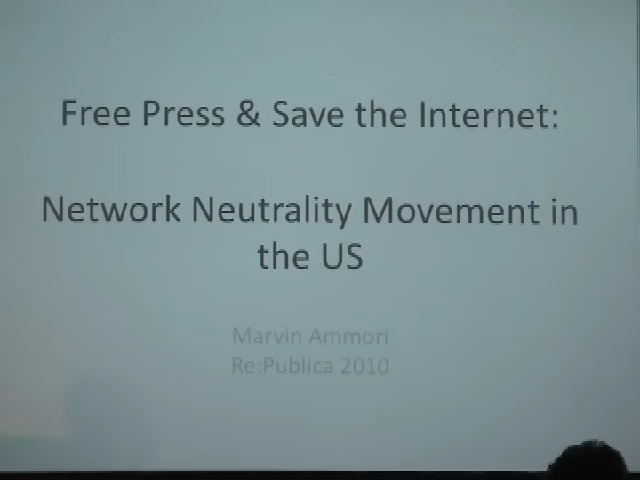 Free Press & Save the Internet:
Network Neutrality Movement in
the US
Marvin Ammori
Re:Publica 2010